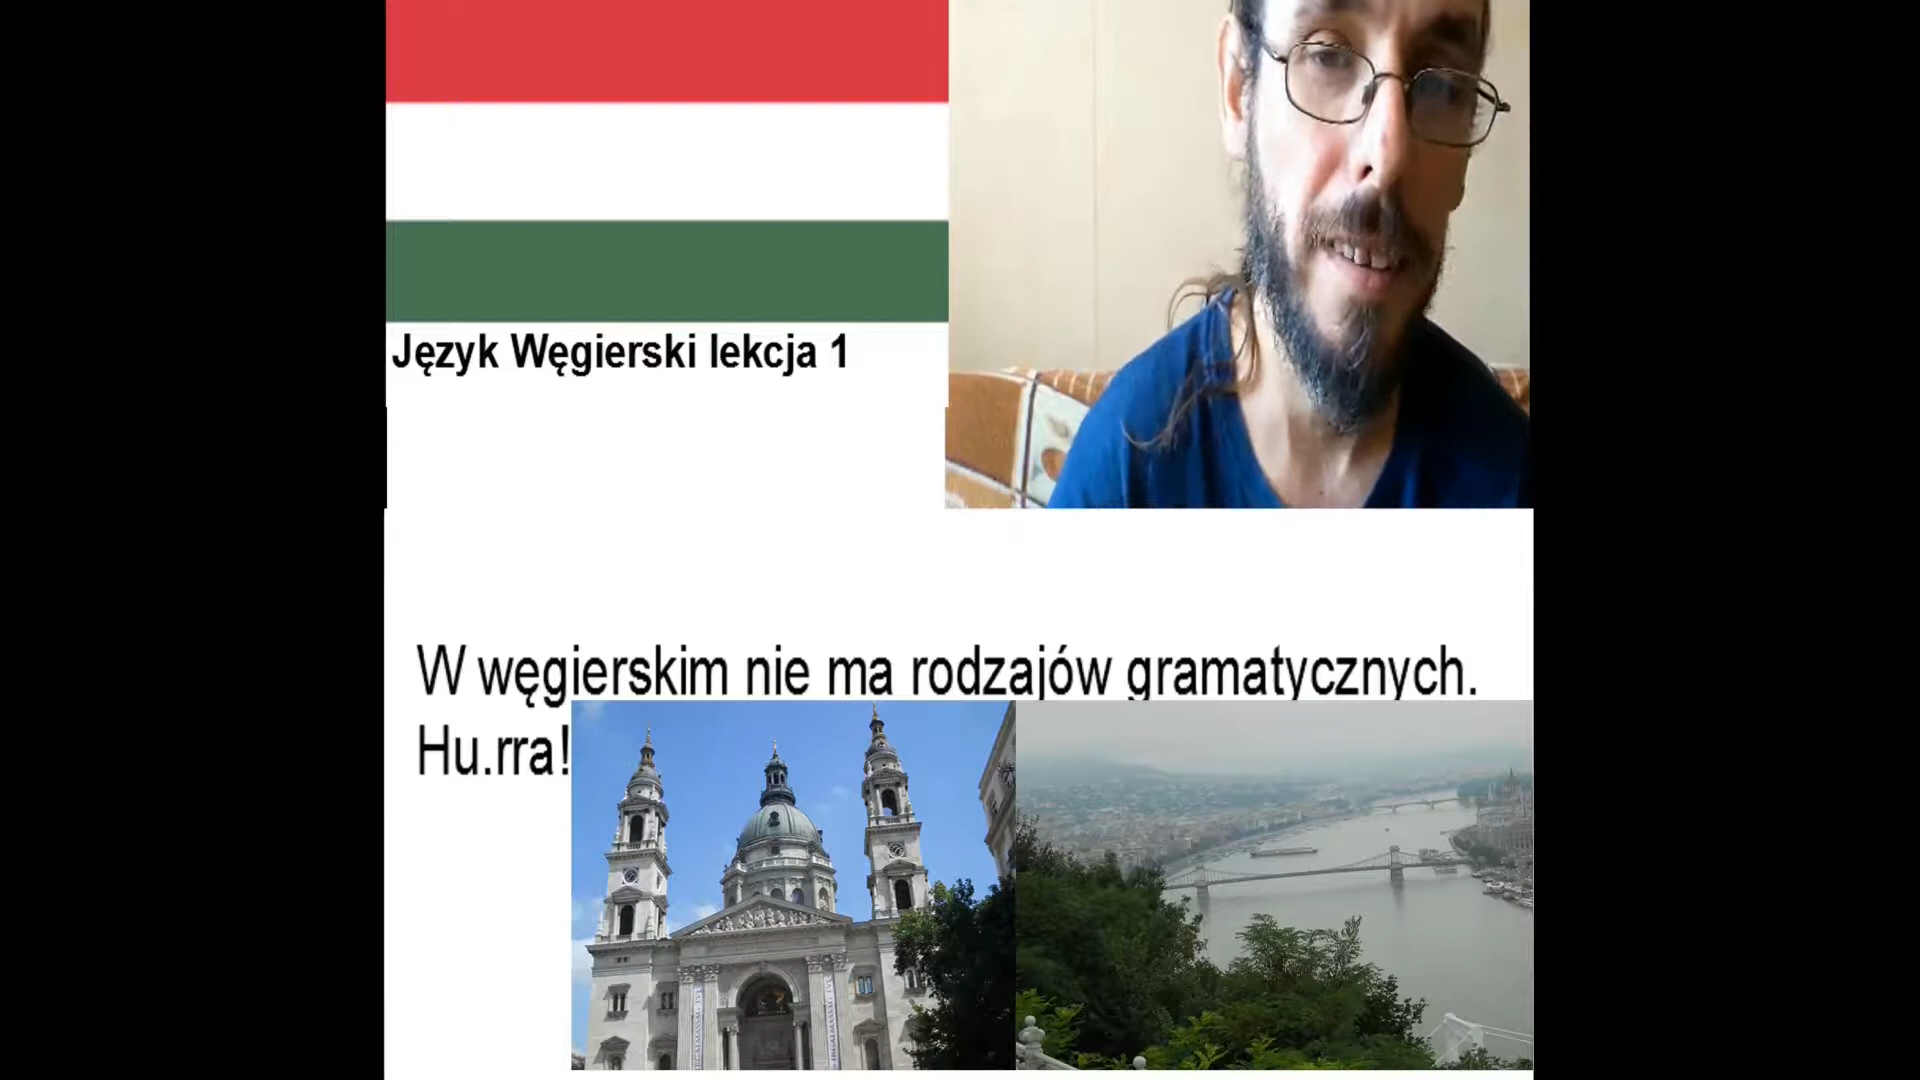 Język Węgierski lekcja 1
W węgierskim nie ma rodzajów gramatycznych.
Hu.rra!